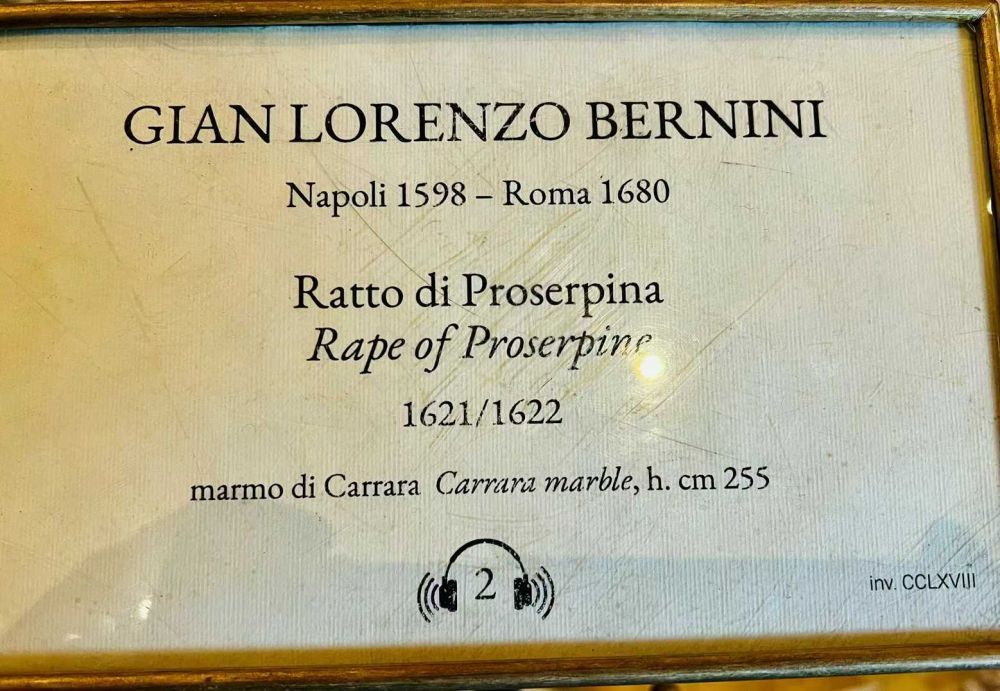 GIAN LORENZO BERNINI
Napoli 1598 – Roma 1680
Ratto di Proserpina
Rape of Proserpine
1621/1622
marmo di Carrara Carrara marble, h. cm 255
2
inv. CCLXVIII